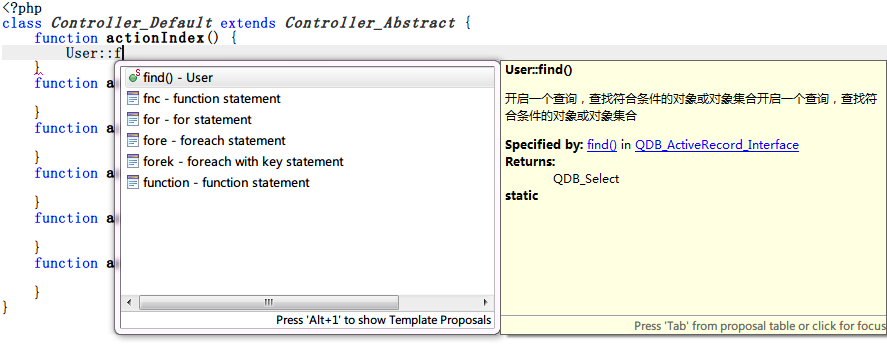 <?php
class Controller_Default extends Controller_Abstract {
function actionIndex() {
User::f
}
function a
}
function a
}
function a
}
function a
}
function a
}
}
find() - User
fnc - function statement
for - for statement
fore - foreach statement
forek - foreach with key statement
function - function statement
Press 'Alt+1' to show Template Proposals
User::find()
开启一个查询，查找符合条件的对象或对象集合开启一个查询，查找符
合条件的对象或对象集合
Specified by: find() in QDB_ActiveRecord_Interface
Returns:
QDB_Select
static
Press 'Tab' from proposal table or click for focus